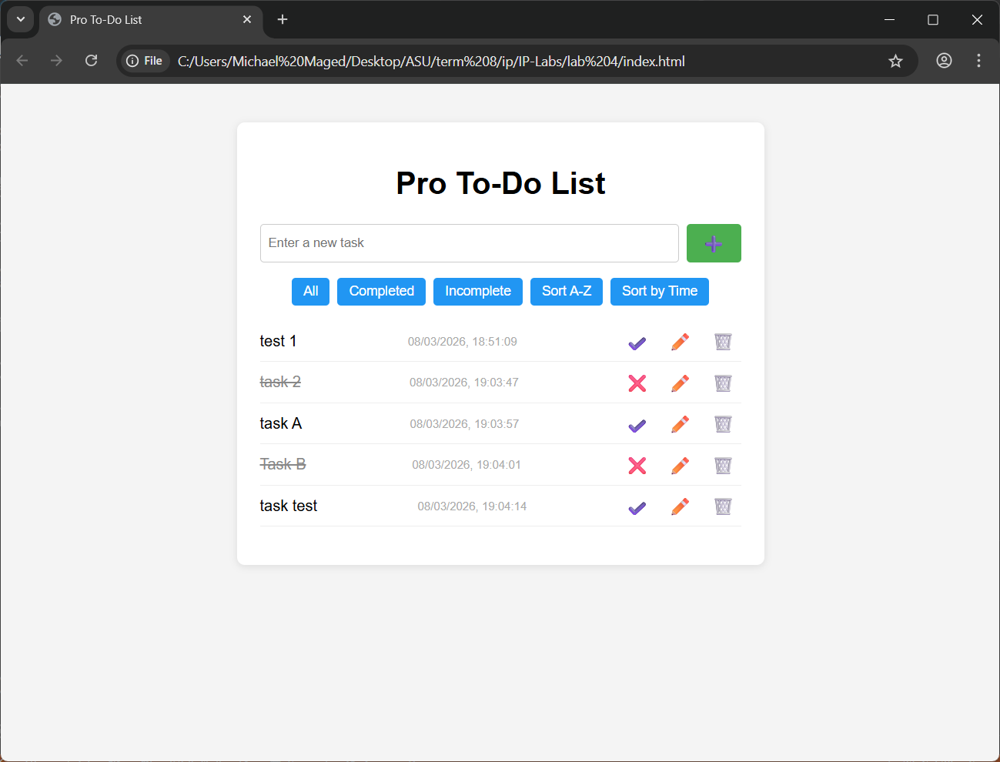 Pro To-Do List
File C:/Users/Michael%20Maged/Desktop/ASU/term%208/ip/IP-Labs/lab%204/index.html
Pro To-Do List
Enter a new task
All Completed Incomplete Sort A-Z Sort by Time
test 1 08/03/2026, 18:51:09
task 2 08/03/2026, 19:03:47
task A 08/03/2026, 19:03:57
Task B 08/03/2026, 19:04:01
task test 08/03/2026, 19:04:14